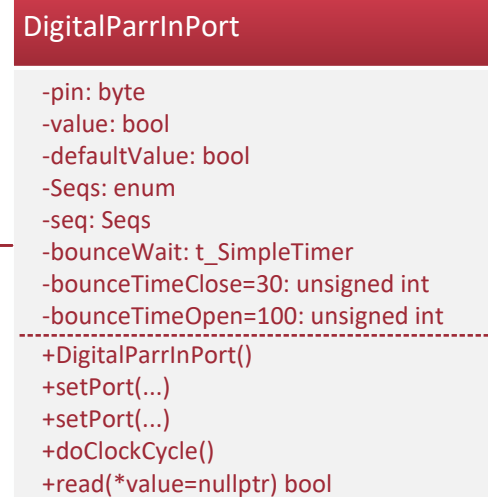 DigitalParrInPort
-pin: byte
-value: bool
-defaultValue: bool
-Seqs: enum
-seq: Seqs
-bounceWait: t_SimpleTimer
-bounceTimeClose=30: unsigned int
-bounceTimeOpen=100: unsigned int
+DigitalParrInPort()
+setPort(...)
+setPort(...)
+doClockCycle()
+read(*value=nullptr) bool